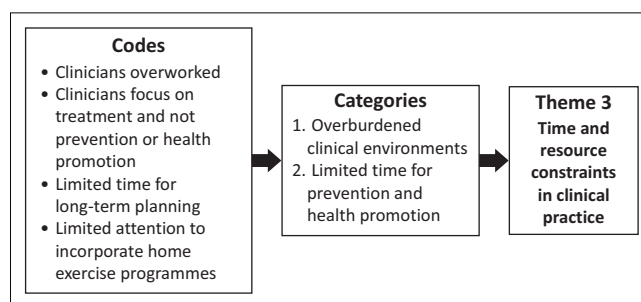 Codes
• Clinicians overworked
• Clinicians focus on
treatment and not
prevention or health
promotion
• Limited time for
long-term planning
• Limited attention to
incorporate home
exercise programmes
Categories
1. Overburdened
clinical environments
2. Limited time for
prevention and
health promotion
Theme 3
Time and
resource
constraints
in clinical
practice